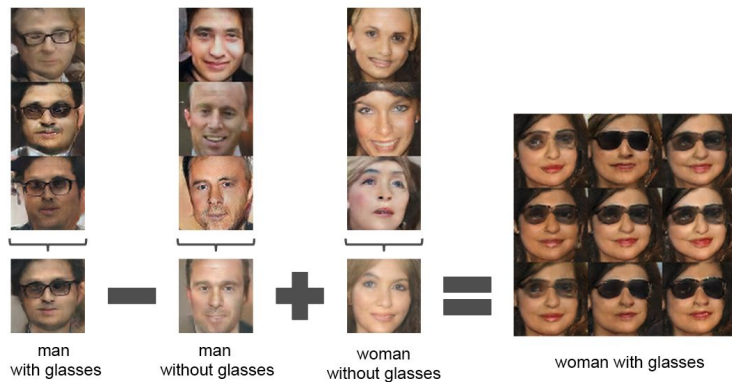 man
with glasses
man
without glasses
woman
without glasses
woman with glasses